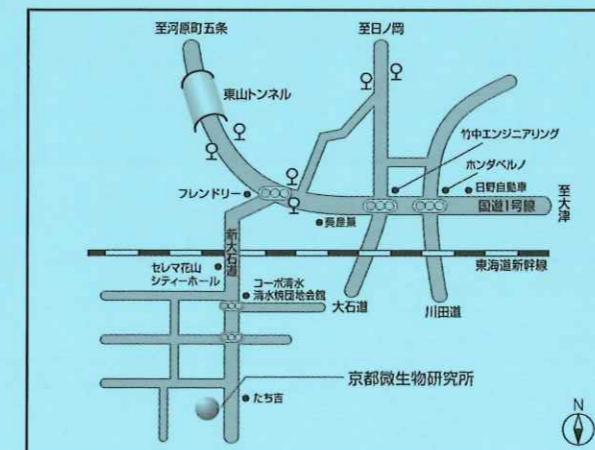 至河原町五条
至日ノ岡
東山トンネル
竹中エンジニアリング
ホンダベルノ
日野自動車
フレンドリー
国道1号線
至大津
長崎屋
新大石道
東海道新幹線
セレマ花山
シティーホール
コーポ清水
清水焼団地会館
大石道
川田道
京都微生物研究所
たち吉
N